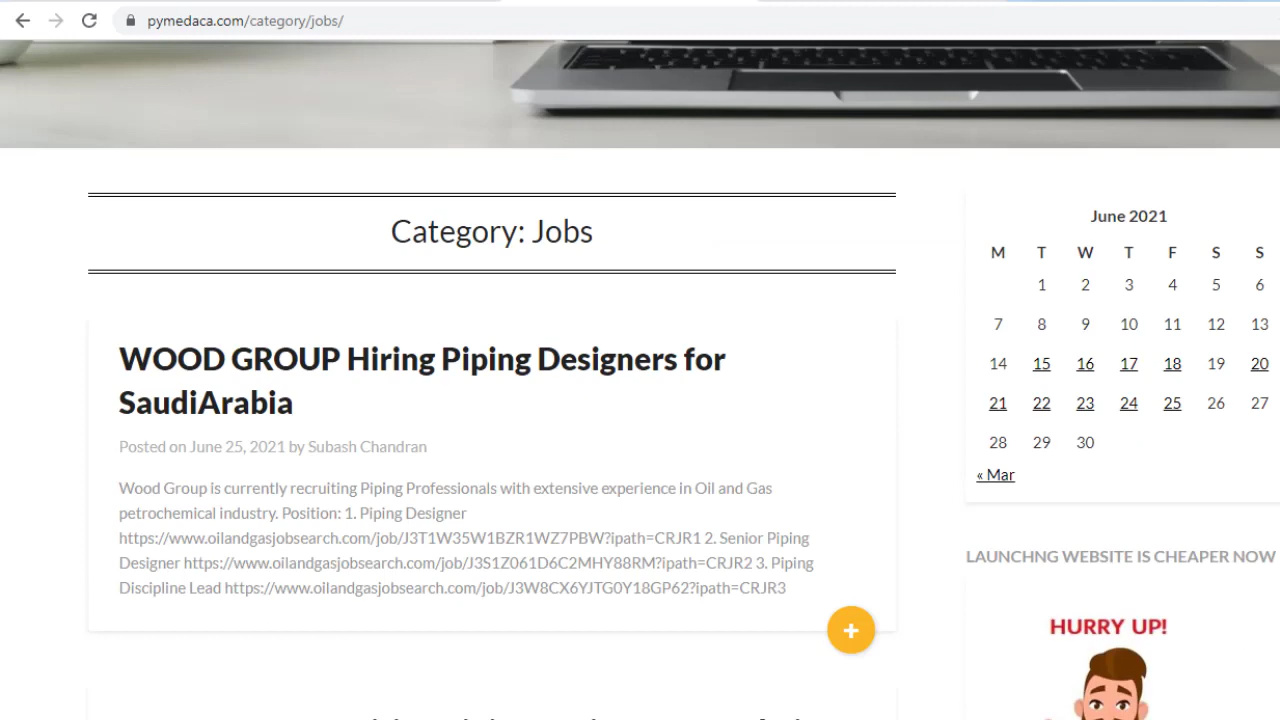 pymedaca.com/category/jobs/
Category: Jobs
WOOD GROUP Hiring Piping Designers for
SaudiArabia
Posted on June 25, 2021 by Subash Chandran
Wood Group is currently recruiting Piping Professionals with extensive experience in Oil and Gas
petrochemical industry. Position: 1. Piping Designer
https://www.oilandgasjobsearch.com/job/J3T1W35W1BZR1WZ7PBW?ipath=CRJR1 2. Senior Piping
Designer https://www.oilandgasjobsearch.com/job/J3S1Z061D6C2MHY88RM?ipath=CRJR2 3. Piping
Discipline Lead https://www.oilandgasjobsearch.com/job/J3W8CX6YJTG0Y18GP62?ipath=CRJR3
+
June 2021
M T W T F S S
1 2 3 4 5 6
7 8 9 10 11 12 13
14 15 16 17 18 19 20
21 22 23 24 25 26 27
28 29 30
« Mar
LAUNCHNG WEBSITE IS CHEAPER NOW
HURRY UP!